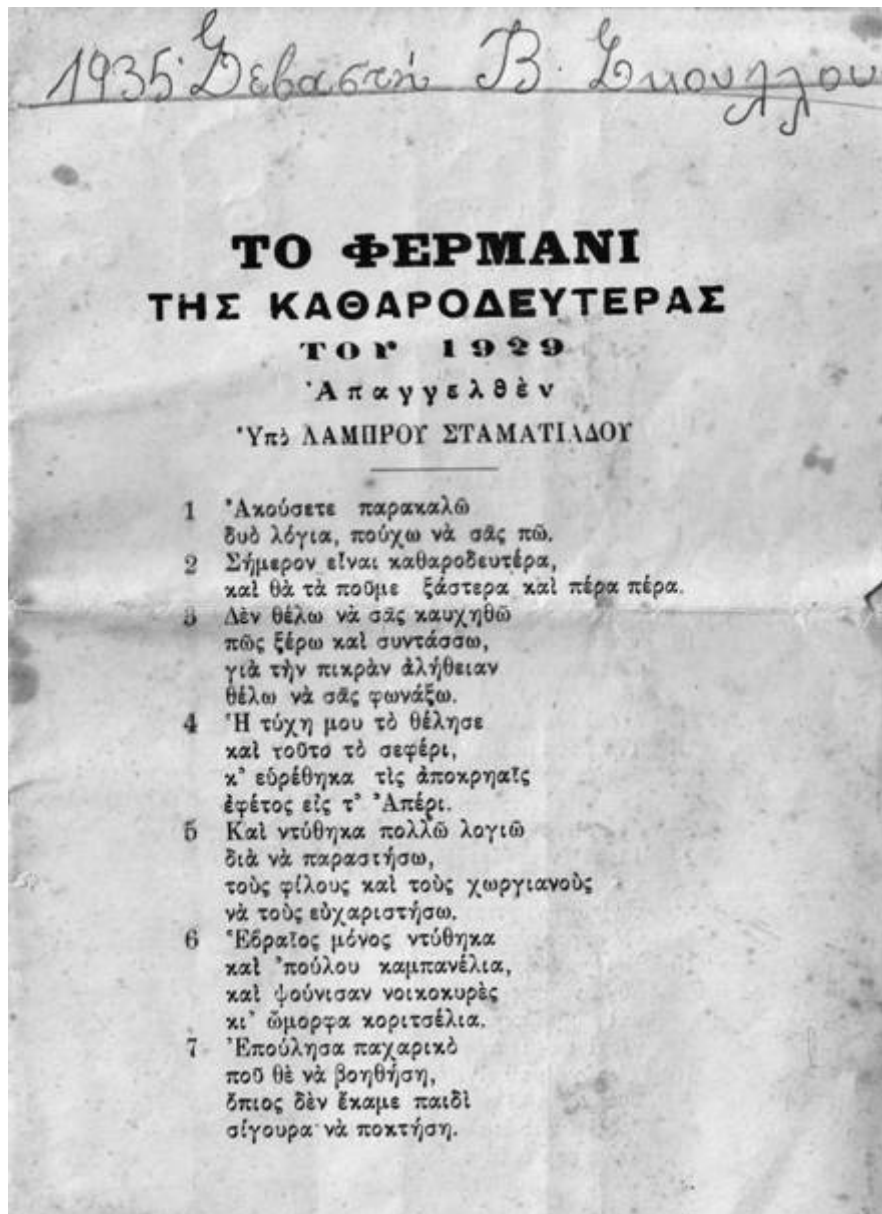 1935 Σεβαστή Β. Σκούλλου
ΤΟ ΦΕΡΜΑΝΙ
ΤΗΣ ΚΑΘΑΡΟΔΕΥΤΕΡΑΣ
ΤΟΥ 1929
Ἀπαγγελθὲν
Ὑπὸ ΛΑΜΠΡΟΥ ΣΤΑΜΑΤΙΑΔΟΥ
1 Ἀκούσετε παρακαλῶ
δυὸ λόγια, πούχω νὰ σᾶς πῶ.
2 Σήμερον εἶναι καθαροδευτέρα,
καὶ θὰ τὰ ποῦμε ξάστερα καὶ πέρα πέρα.
3 Δὲν θέλω νὰ σᾶς καυχηθῶ
πῶς ξέρω καὶ συντάσσω,
γιὰ τὴν πικρὰν ἀλήθειαν
θέλω νὰ σᾶς φωνάξω.
4 Ἡ τύχη μου τὸ θέλησε
καὶ τοῦτο τὸ σεφέρι,
κ' εὑρέθηκα τὶς ἀποκρηαῖς
ἐφέτος εἰς τ' Ἀπέρι.
5 Καὶ ντύθηκα πολλῶ λογιῶ
διὰ νὰ παραστήσω,
τοὺς φίλους καὶ τοὺς χωργιανοὺς
νὰ τοὺς εὐχαριστήσω.
6 Ἑδραῖος μόνος ντύθηκα
καὶ 'πούλου καμπανέλια,
καὶ ψούνισαν νοικοκυρὲς
κι' ὤμορφα κοριτσέλια.
7 Ἐπούλησα παχαρικὸ
ποῦ θὲ νὰ βοηθήση,
ὅπιος δὲν ἔκαμε παιδὶ
σίγουρα νὰ ποκτήση.